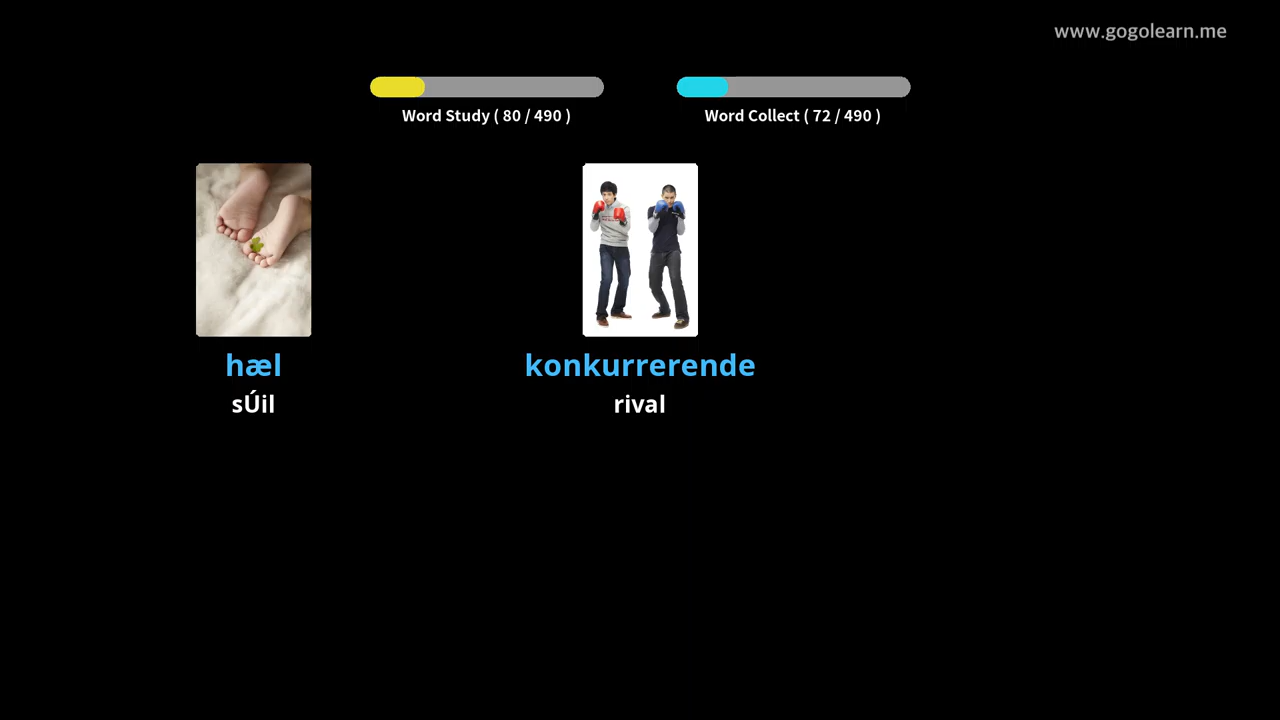 www.gogolearn.me
Word Study ( 80 / 490 )
Word Collect ( 72 / 490 )
hæl
konkurrerende
sÚil
rival